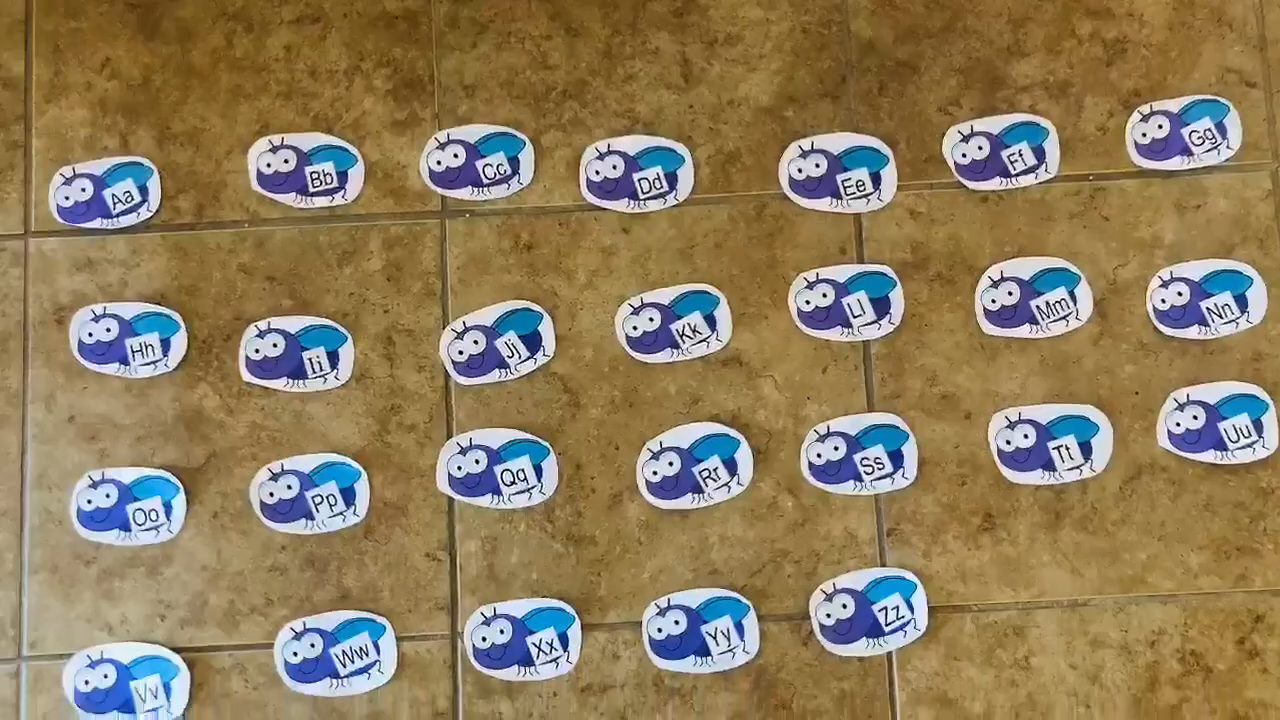 Aa Bb Cc Dd Ee Ff Gg
Hh Ii Jj Kk Ll Mm Nn
Oo Pp Qq Rr Ss Tt Uu
Vv Ww Xx Yy Zz